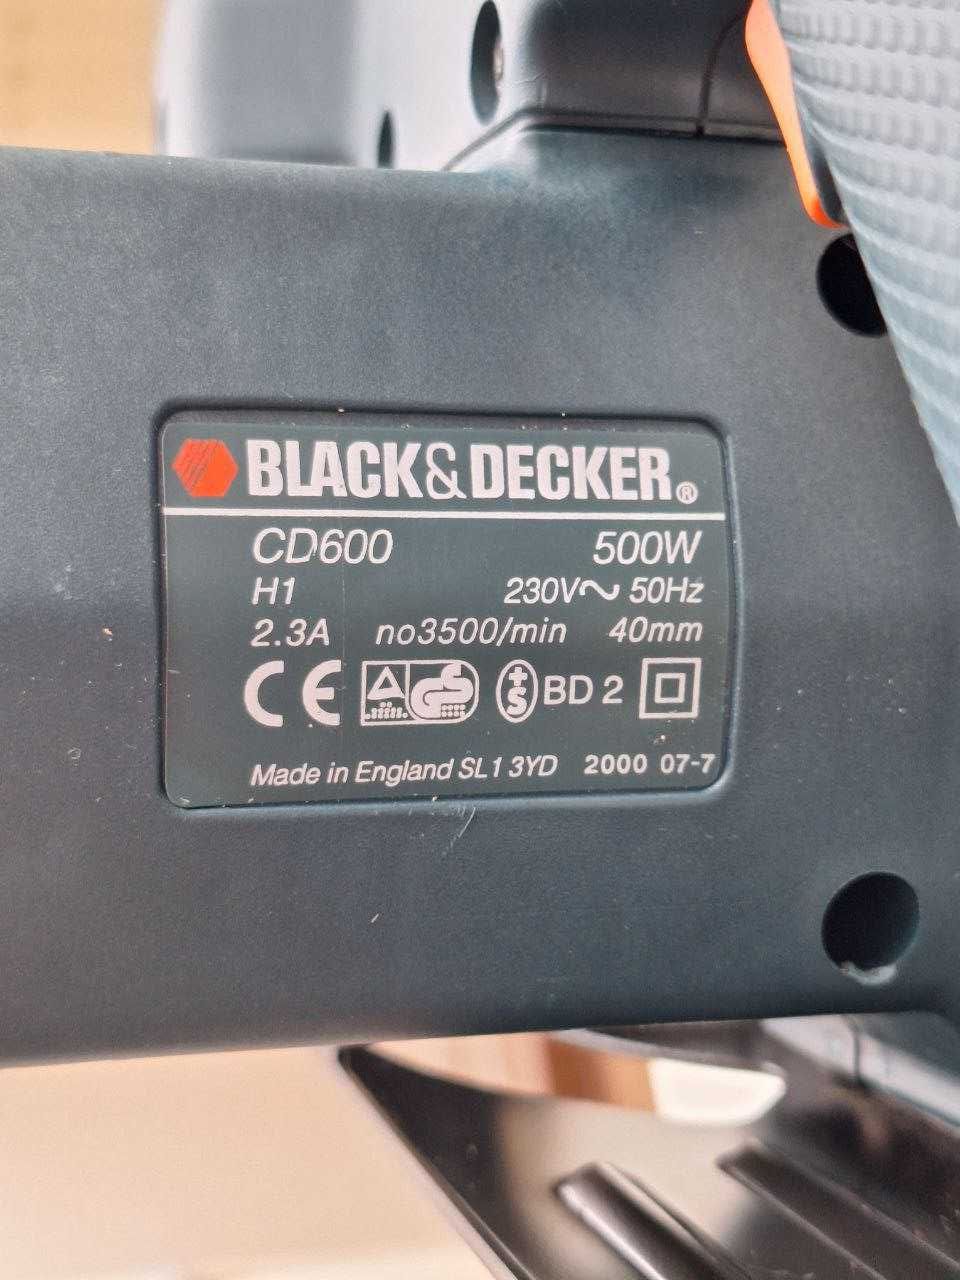 BLACK&DECKER®
CD600 500W
H1 230V~ 50Hz
2.3A no3500/min 40mm
CE GS +S BD 2
Made in England SL1 3YD 2000 07-7